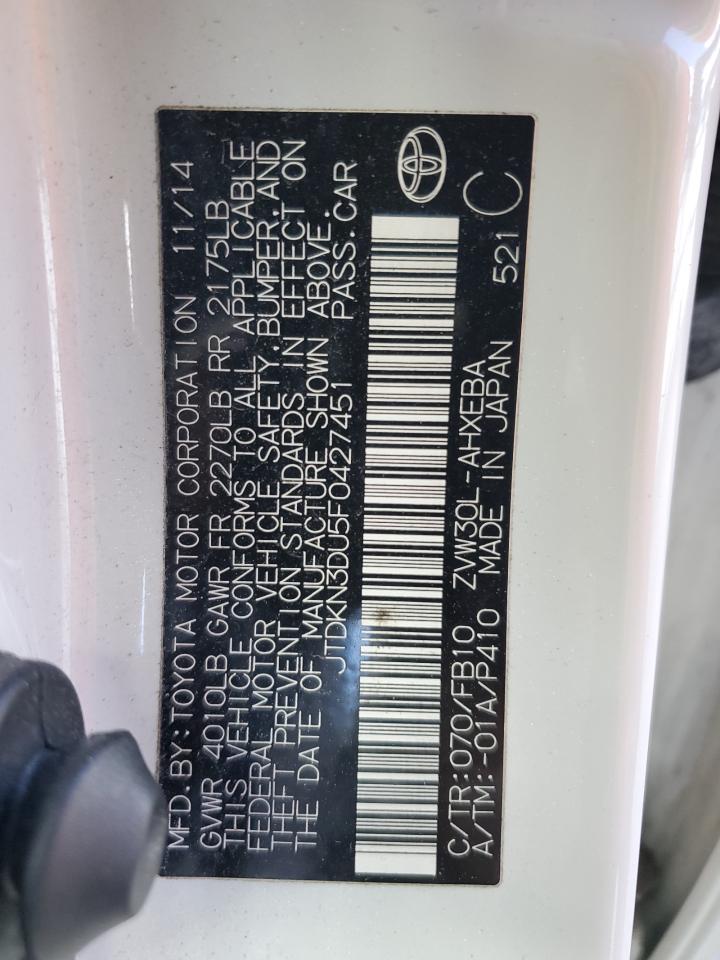 MFD.BY:TOYOTA MOTOR CORPORATION 11/14
GVWR 4010LB GAWR FR 2270LB RR 2175LB
THIS VEHICLE CONFORMS TO ALL APPLICABLE
FEDERAL MOTOR VEHICLE SAFETY,BUMPER,AND
THEFT PREVENTION STANDARDS IN EFFECT ON
THE DATE OF MANUFACTURE SHOWN ABOVE.
JTDKN3DU5F0427451 PASS.CAR
C/TR:070/FB10 ZVW30L-AHXEBA
A/TM:-01A/P410 MADE IN JAPAN 521 C